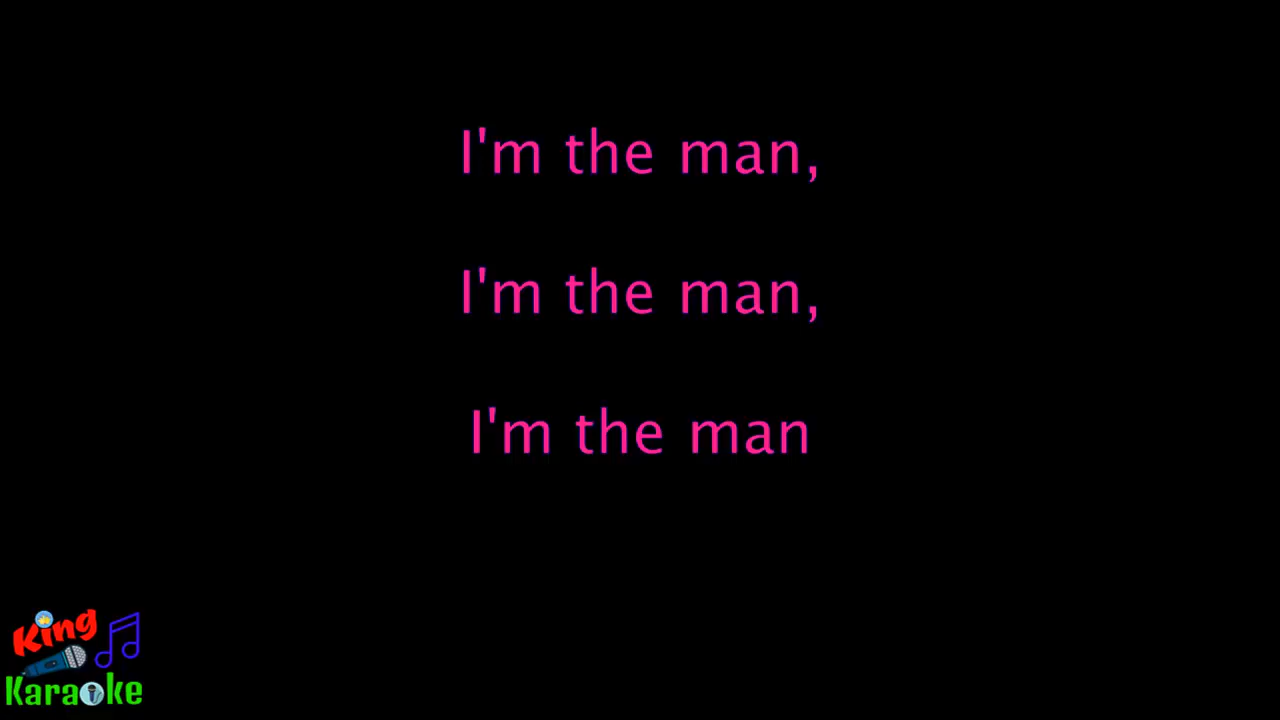 I'm the man,
I'm the man,
I'm the man
King
Karaoke